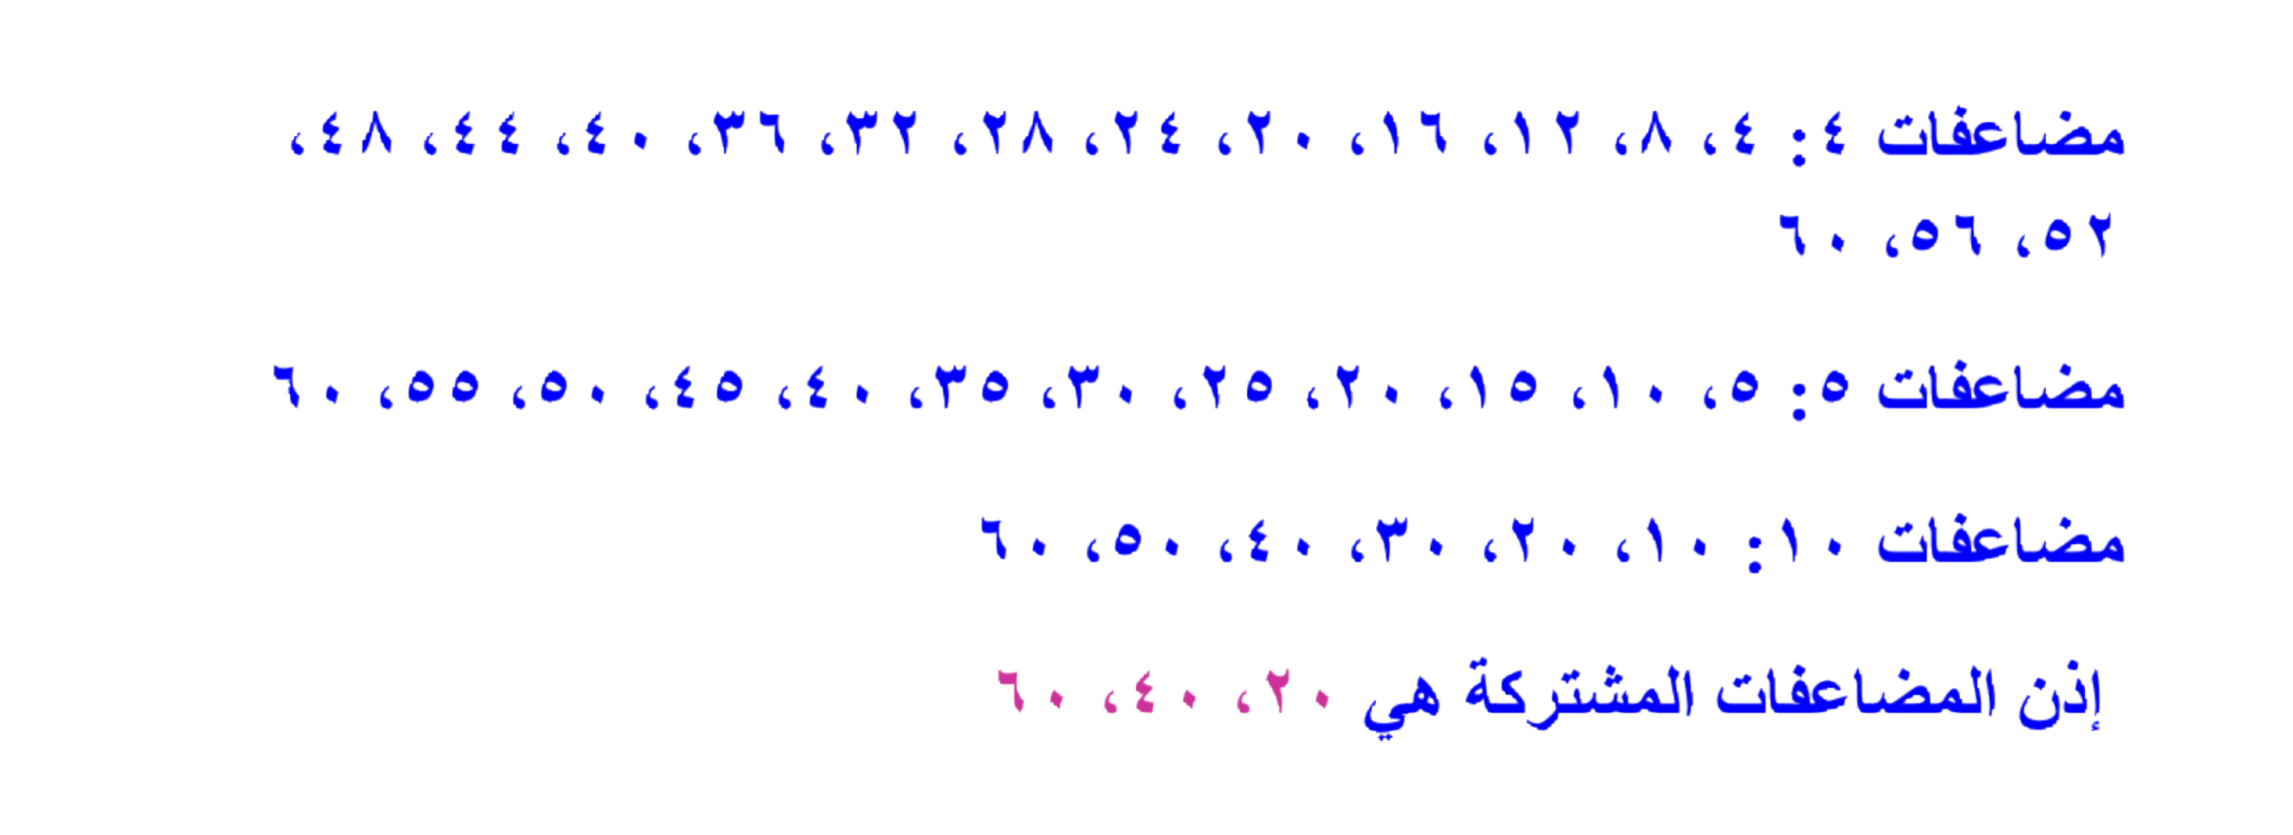 مضاعفات ٤: ٤، ٨، ١٢، ١٦، ٢٠، ٢٤، ٢٨، ٣٢، ٣٦، ٤٠، ٤٤، ٤٨،
٥٢، ٥٦، ٦٠
مضاعفات ٥: ٥، ١٠، ١٥، ٢٠، ٢٥، ٣٠، ٣٥، ٤٠، ٤٥، ٥٠، ٥٥، ٦٠
مضاعفات ١٠: ١٠، ٢٠، ٣٠، ٤٠، ٥٠، ٦٠
إذن المضاعفات المشتركة هي ٢٠، ٤٠، ٦٠